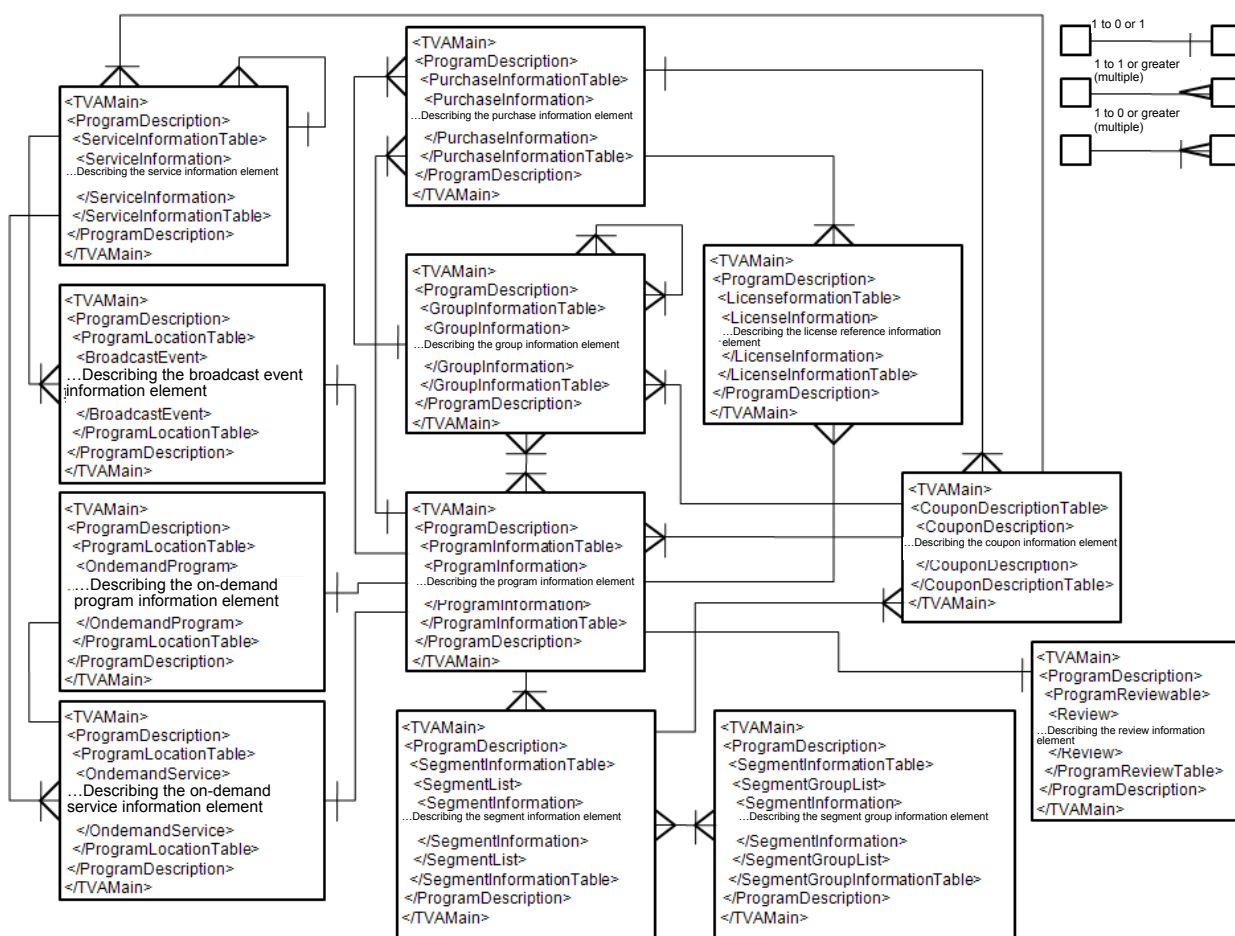 1 to 0 or 1
1 to 1 or greater
(multiple)
1 to 0 or greater
(multiple)
<TVAMain>
<ProgramDescription>
<PurchaseInformationTable>
<PurchaseInformation>
…Describing the purchase information element
</PurchaseInformation>
</PurchaseInformationTable>
</ProgramDescription>
</TVAMain>
<TVAMain>
<ProgramDescription>
<ServiceInformationTable>
<ServiceInformation>
…Describing the service information element
</ServiceInformation>
</ServiceInformationTable>
</ProgramDescription>
</TVAMain>
<TVAMain>
<ProgramDescription>
<GroupInformationTable>
<GroupInformation>
…Describing the group information element
</GroupInformation>
</GroupInformationTable>
</ProgramDescription>
</TVAMain>
<TVAMain>
<ProgramDescription>
<LicenseformationTable>
<LicenseInformation>
…Describing the license reference information
element
</LicenseInformation>
</LicenseInformationTable>
</ProgramDescription>
</TVAMain>
<TVAMain>
<ProgramDescription>
<ProgramLocationTable>
<BroadcastEvent>
…Describing the broadcast event
information element
</BroadcastEvent>
</ProgramLocationTable>
</ProgramDescription>
</TVAMain>
<TVAMain>
<ProgramDescription>
<ProgramLocationTable>
<OndemandProgram>
…Describing the on-demand
program information element
</OndemandProgram>
</ProgramLocationTable>
</ProgramDescription>
</TVAMain>
<TVAMain>
<ProgramDescription>
<ProgramInformationTable>
<ProgramInformation>
…Describing the program information element
</ProgramInformation>
</ProgramInformationTable>
</ProgramDescription>
</TVAMain>
<TVAMain>
<CouponDescriptionTable>
<CouponDescription>
…Describing the coupon information element
</CouponDescription>
</CouponDescriptionTable>
</TVAMain>
<TVAMain>
<ProgramDescription>
<ProgramReviewable>
<Review>
…Describing the review information
element
</Review>
</ProgramReviewTable>
</ProgramDescription>
</TVAMain>
<TVAMain>
<ProgramDescription>
<ProgramLocationTable>
<OndemandService>
…Describing the on-demand
service information element
</OndemandService>
</ProgramLocationTable>
</ProgramDescription>
</TVAMain>
<TVAMain>
<ProgramDescription>
<SegmentInformationTable>
<SegmentList>
<SegmentInformation>
…Describing the segment information element
</SegmentInformation>
</SegmentList>
</SegmentInformationTable>
</ProgramDescription>
</TVAMain>
<TVAMain>
<ProgramDescription>
<SegmentInformationTable>
<SegmentGroupList>
<SegmentInformation>
…Describing the segment group information element
</SegmentInformation>
</SegmentGroupList>
</SegmentGroupInformationTable>
</ProgramDescription>
</TVAMain>